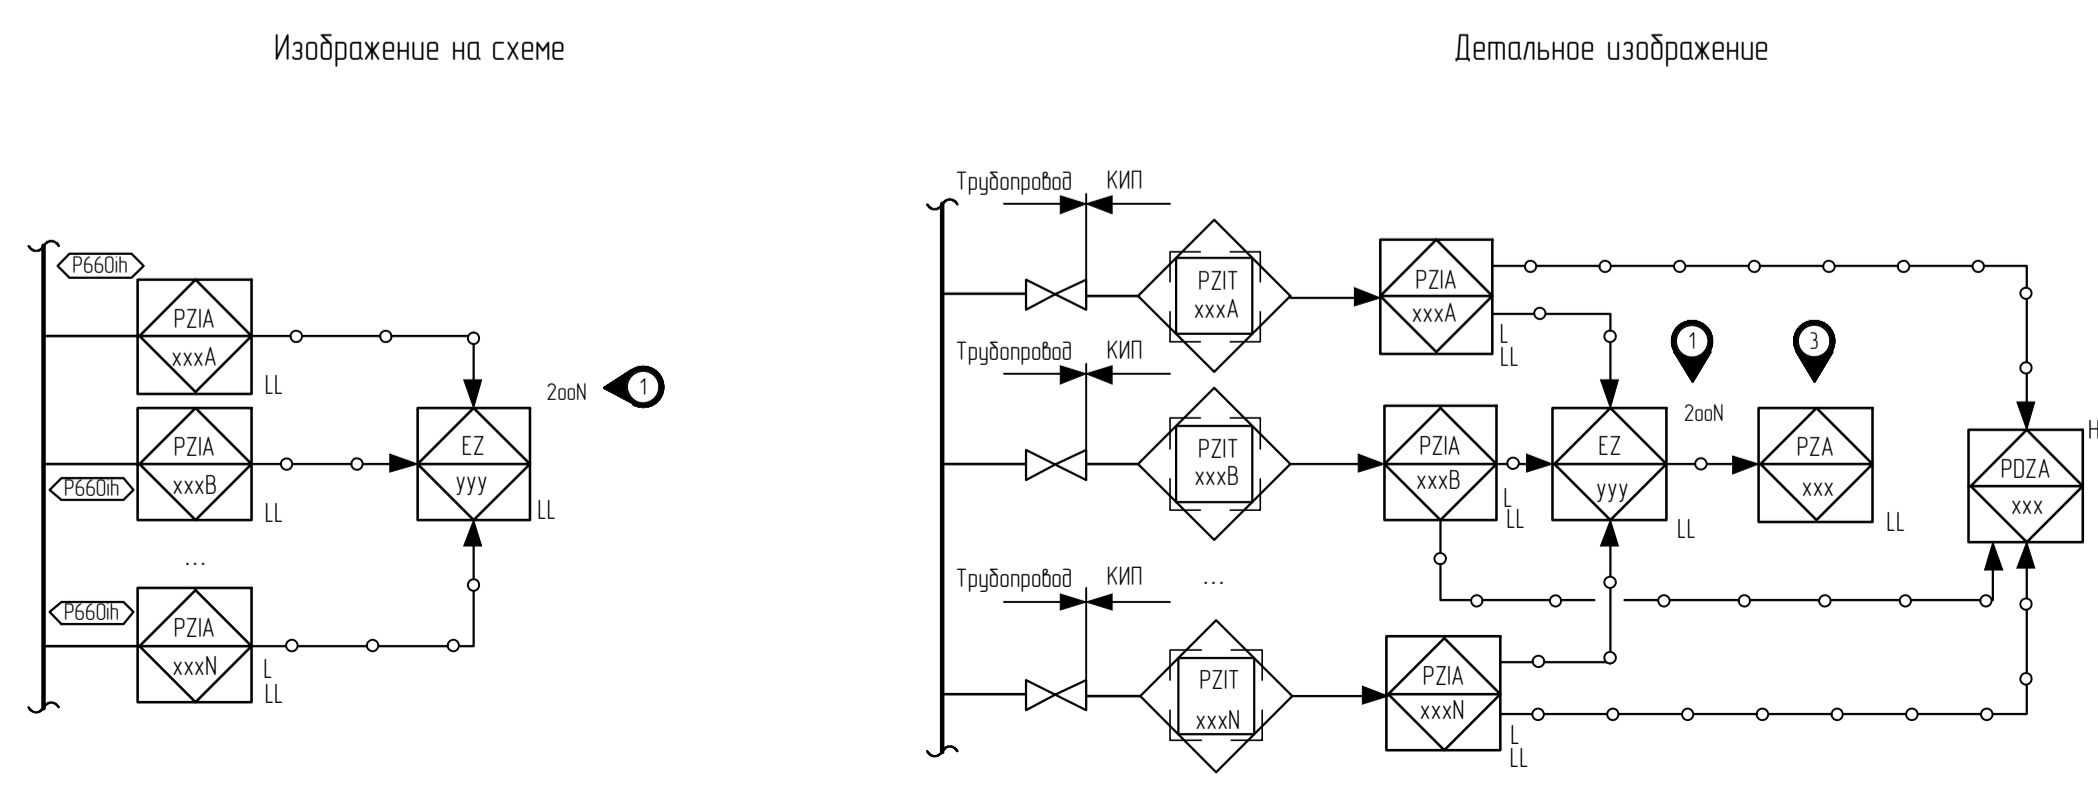 Изображение на схеме
P660ih
PZIA
xxxA
LL
PZIA
xxxB
P660ih
LL
...
P660ih
PZIA
xxxN
L
LL
EZ
yyy
LL
2ooN
1
Детальное изображение
Трубопровод КИП
PZIT
xxxA
PZIA
xxxA
L
LL
Трубопровод КИП
PZIT
xxxB
PZIA
xxxB
L
LL
EZ
yyy
LL
1
2ooN
3
PZA
xxx
LL
H
PDZA
xxx
Трубопровод КИП
...
PZIT
xxxN
PZIA
xxxN
L
LL